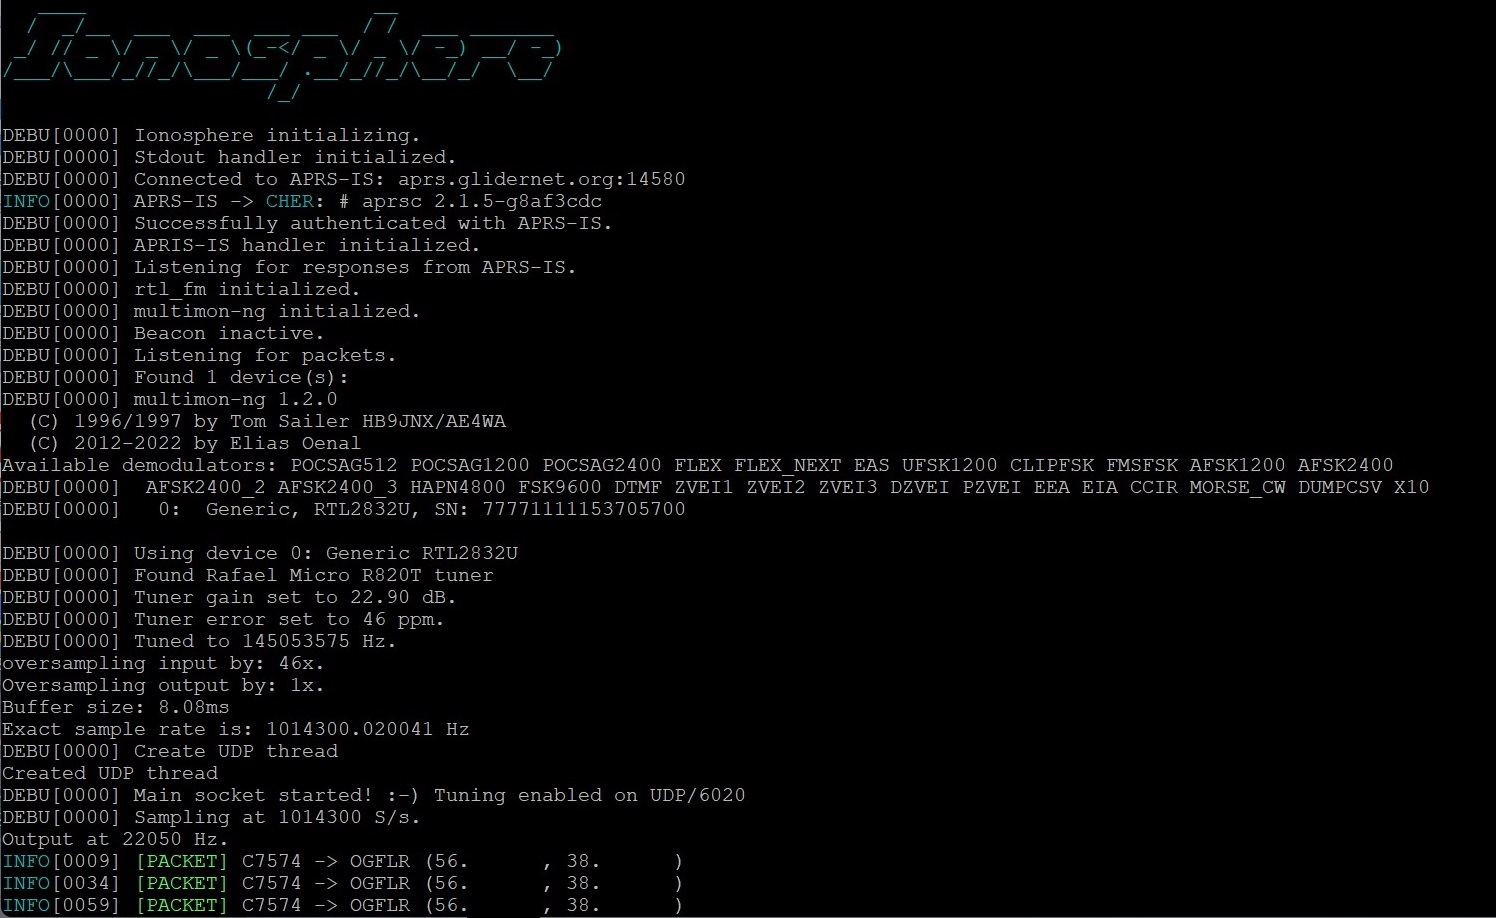 Ionosphere
DEBU[0000] Ionosphere initializing.
DEBU[0000] Stdout handler initialized.
DEBU[0000] Connected to APRS-IS: aprs.glidernet.org:14580
INFO[0000] APRS-IS -> CHER: # aprsc 2.1.5-g8af3cdc
DEBU[0000] Successfully authenticated with APRS-IS.
DEBU[0000] APRIS-IS handler initialized.
DEBU[0000] Listening for responses from APRS-IS.
DEBU[0000] rtl_fm initialized.
DEBU[0000] multimon-ng initialized.
DEBU[0000] Beacon inactive.
DEBU[0000] Listening for packets.
DEBU[0000] Found 1 device(s):
DEBU[0000] multimon-ng 1.2.0
(C) 1996/1997 by Tom Sailer HB9JNX/AE4WA
(C) 2012-2022 by Elias Oenal
Available demodulators: POCSAG512 POCSAG1200 POCSAG2400 FLEX FLEX_NEXT EAS UFSK1200 CLIPFSK FMSFSK AFSK1200 AFSK2400
DEBU[0000]  AFSK2400_2 AFSK2400_3 HAPN4800 FSK9600 DTMF ZVEI1 ZVEI2 ZVEI3 DZVEI PZVEI EEA EIA CCIR MORSE_CW DUMPCSV X10
DEBU[0000]   0:  Generic, RTL2832U, SN: 77771111153705700
DEBU[0000] Using device 0: Generic RTL2832U
DEBU[0000] Found Rafael Micro R820T tuner
DEBU[0000] Tuner gain set to 22.90 dB.
DEBU[0000] Tuner error set to 46 ppm.
DEBU[0000] Tuned to 145053575 Hz.
oversampling input by: 46x.
Oversampling output by: 1x.
Buffer size: 8.08ms
Exact sample rate is: 1014300.020041 Hz
DEBU[0000] Create UDP thread
Created UDP thread
DEBU[0000] Main socket started! :-) Tuning enabled on UDP/6020
DEBU[0000] Sampling at 1014300 S/s.
Output at 22050 Hz.
INFO[0009] [PACKET] C7574 -> OGFLR (56.      , 38.      )
INFO[0034] [PACKET] C7574 -> OGFLR (56.      , 38.      )
INFO[0059] [PACKET] C7574 -> OGFLR (56.      , 38.      )